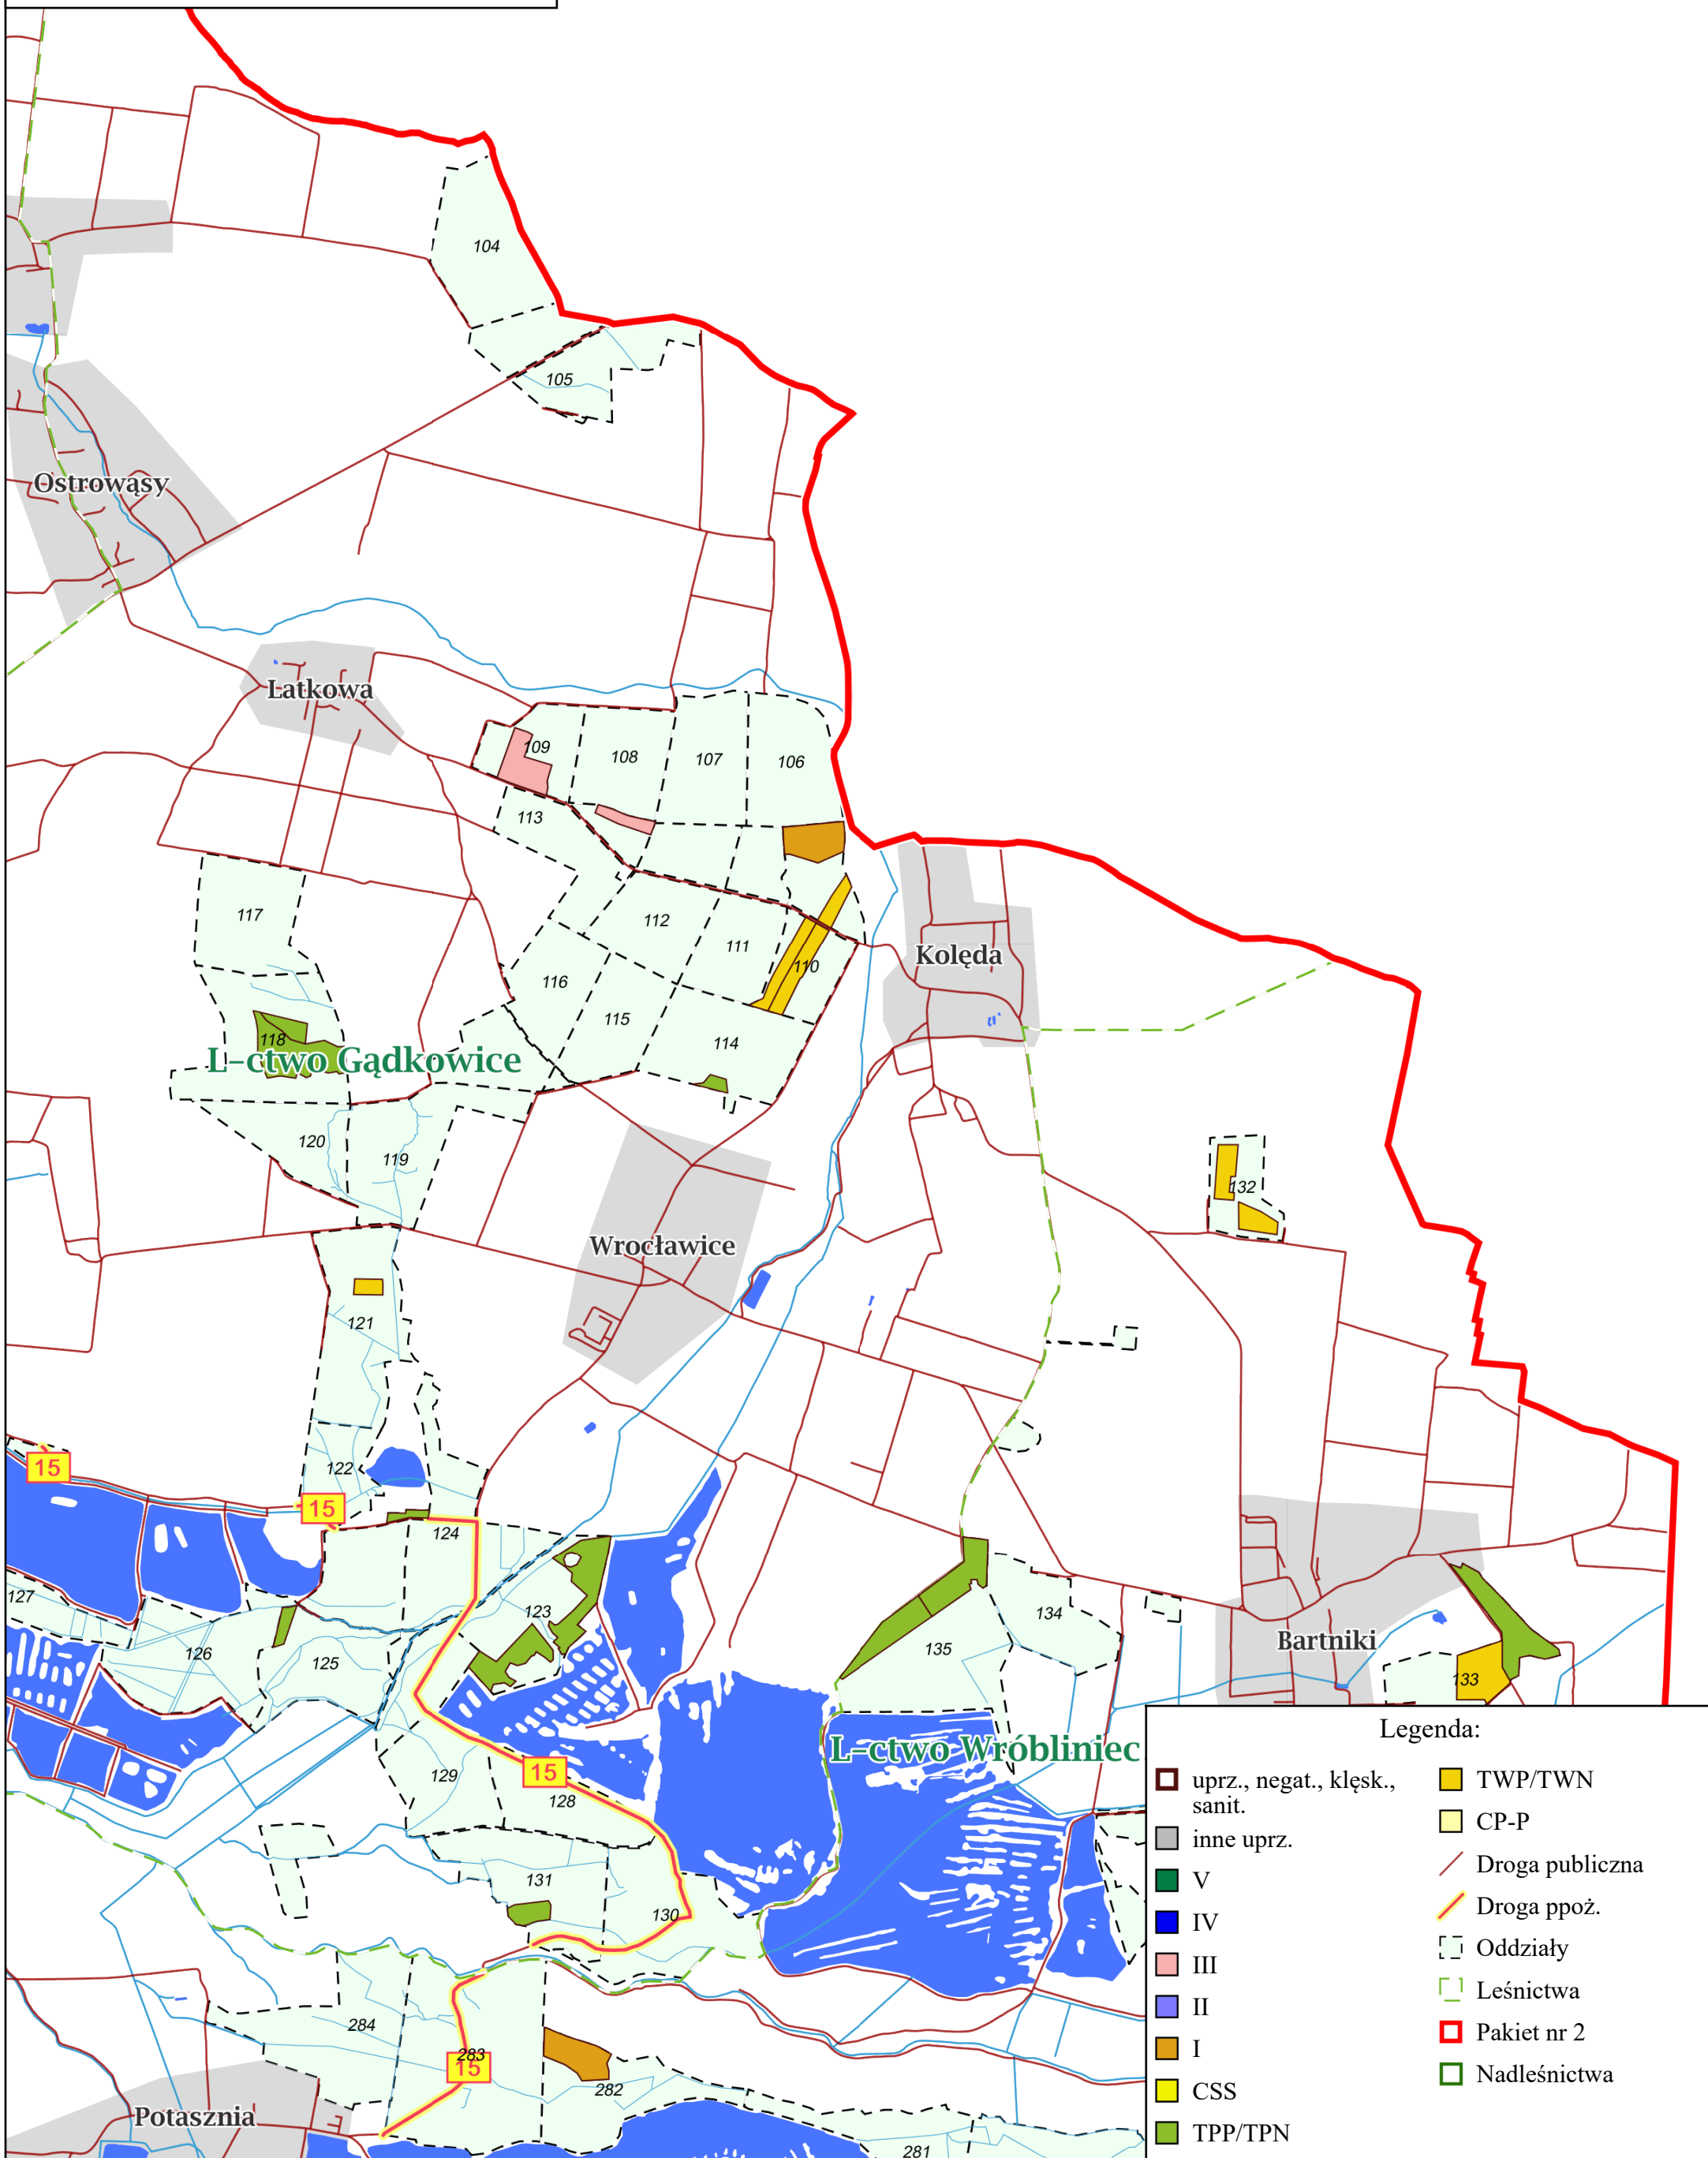 104
105
Ostrowąsy
Latkowa
109
108
107
106
113
117
112
111
110
Kolęda
116
115
118
114
L-ctwo Gądkowice
120
119
132
Wrocławice
121
122
15
15
124
127
123
134
126
125
135
Bartniki
133
L-ctwo Wróbliniec
129
15
128
131
130
284
283
15
282
Potasznia
281
Legenda:
uprz., negat., klęsk.,
sanit.
inne uprz.
V
IV
III
II
I
CSS
TPP/TPN
TWP/TWN
CP-P
Droga publiczna
Droga ppoż.
Oddziały
Leśnictwa
Pakiet nr 2
Nadleśnictwa